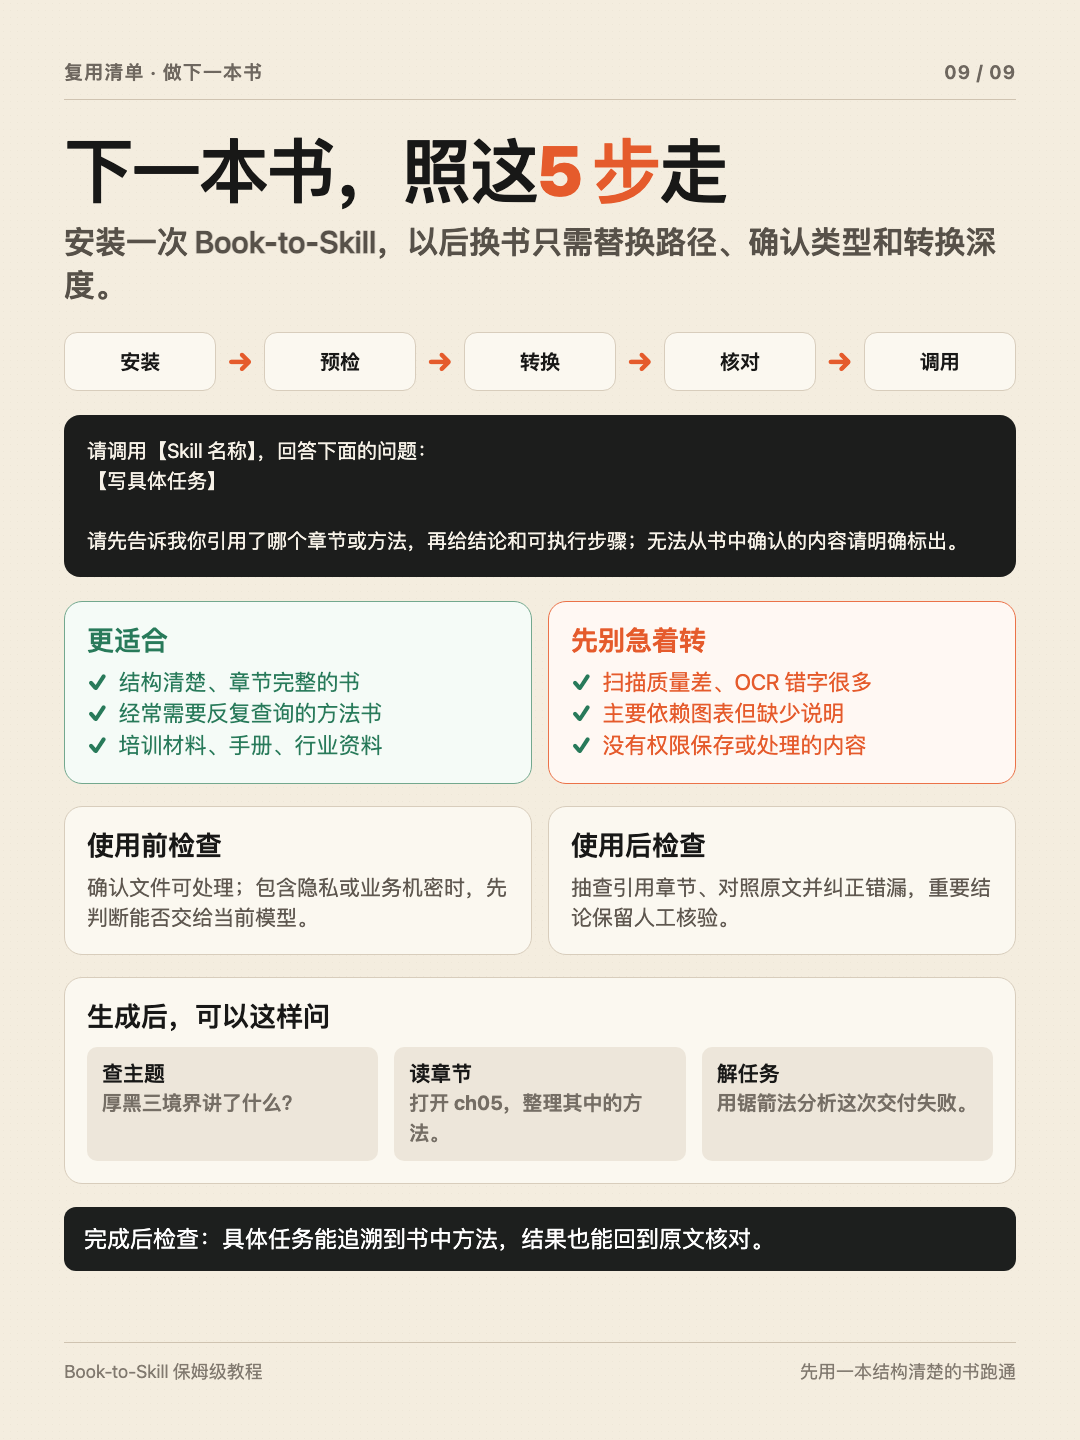 复用清单 · 做下一本书
09 / 09
下一本书，照这5 步走
安装一次 Book-to-Skill，以后换书只需替换路径、确认类型和转换深
度。
安装 → 预检 → 转换 → 核对 → 调用
请调用【Skill 名称】，回答下面的问题：
【写具体任务】
请先告诉我你引用了哪个章节或方法，再给结论和可执行步骤；无法从书中确认的内容请明确标出。
更适合
✓ 结构清楚、章节完整的书
✓ 经常需要反复查询的方法书
✓ 培训材料、手册、行业资料
先别急着转
✓ 扫描质量差、OCR 错字很多
✓ 主要依赖图表但缺少说明
✓ 没有权限保存或处理的内容
使用前检查
确认文件可处理；包含隐私或业务机密时，先
判断能否交给当前模型。
使用后检查
抽查引用章节、对照原文并纠正错漏，重要结
论保留人工核验。
生成后，可以这样问
查主题
厚黑三境界讲了什么？
读章节
打开 ch05，整理其中的方
法。
解任务
用锯箭法分析这次交付失败。
完成后检查：具体任务能追溯到书中方法，结果也能回到原文核对。
Book-to-Skill 保姆级教程
先用一本结构清楚的书跑通